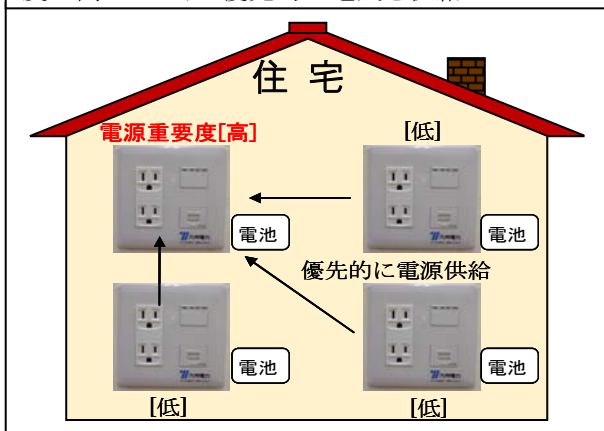 住 宅
電源重要度[高]
[低]
電池
電池
優先的に電源供給
電池
電池
[低]
[低]